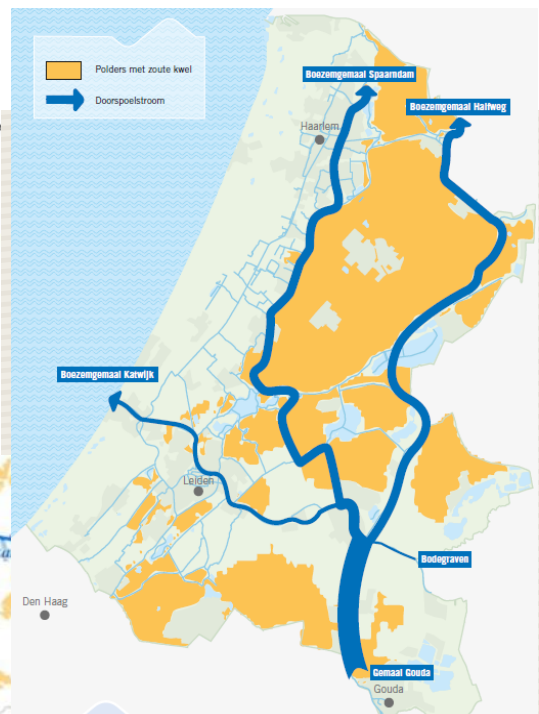 Polders met zoute kwel
Doorspoelstroom
Boezemgemaal Spaarndam
Boezemgemaal Halfweg
Haarlem
Boezemgemaal Katwijk
Leiden
Bodegraven
Den Haag
Gemaal Gouda
Gouda